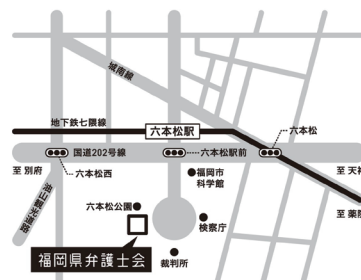 城南線
地下鉄七隈線
六本松駅
六本松
国道202号線
六本松駅前
至 別府
六本松西
至 天神
福岡市
科学館
油山観光道路
六本松公園
検察庁
至 薬院
福岡県弁護士会
裁判所